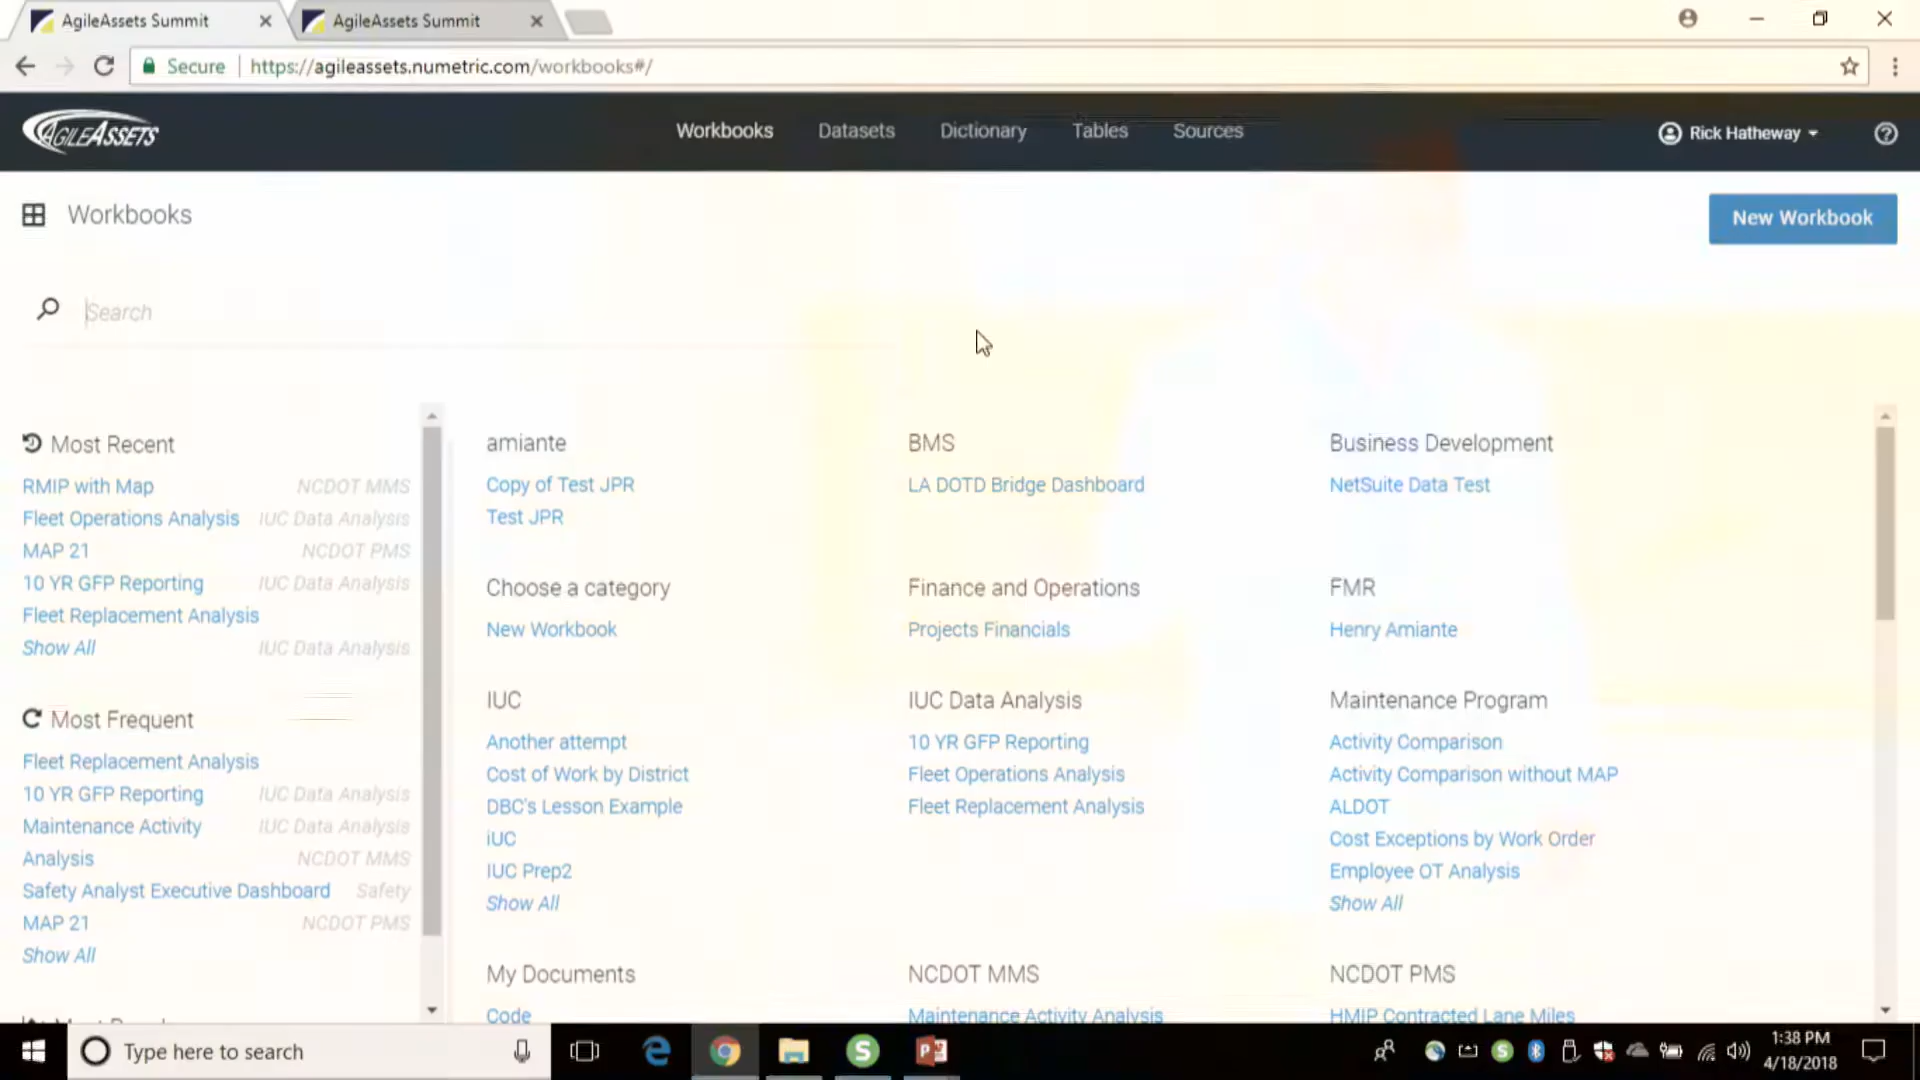 AgileAssets Summit
AgileAssets Summit
Secure
https://agileassets.numetric.com/workbooks#/
AGILEASSETS
Workbooks
Datasets
Dictionary
Tables
Sources
Rick Hatheway
Workbooks
New Workbook
Search
Most Recent
RMIP with Map NCDOT MMS
Fleet Operations Analysis IUC Data Analysis
MAP 21 NCDOT PMS
10 YR GFP Reporting IUC Data Analysis
Fleet Replacement Analysis
Show All IUC Data Analysis
Most Frequent
Fleet Replacement Analysis
10 YR GFP Reporting IUC Data Analysis
Maintenance Activity IUC Data Analysis
Analysis NCDOT MMS
Safety Analyst Executive Dashboard Safety
MAP 21 NCDOT PMS
Show All
amiante
Copy of Test JPR
Test JPR
BMS
LA DOTD Bridge Dashboard
Business Development
NetSuite Data Test
Choose a category
New Workbook
Finance and Operations
Projects Financials
FMR
Henry Amiante
IUC
Another attempt
Cost of Work by District
DBC's Lesson Example
iUC
IUC Prep2
Show All
IUC Data Analysis
10 YR GFP Reporting
Fleet Operations Analysis
Fleet Replacement Analysis
Maintenance Program
Activity Comparison
Activity Comparison without MAP
ALDOT
Cost Exceptions by Work Order
Employee OT Analysis
Show All
My Documents
Code
NCDOT MMS
Maintenance Activity Analysis
NCDOT PMS
HMIP Contracted Lane Miles
Type here to search
1:38 PM
4/18/2018